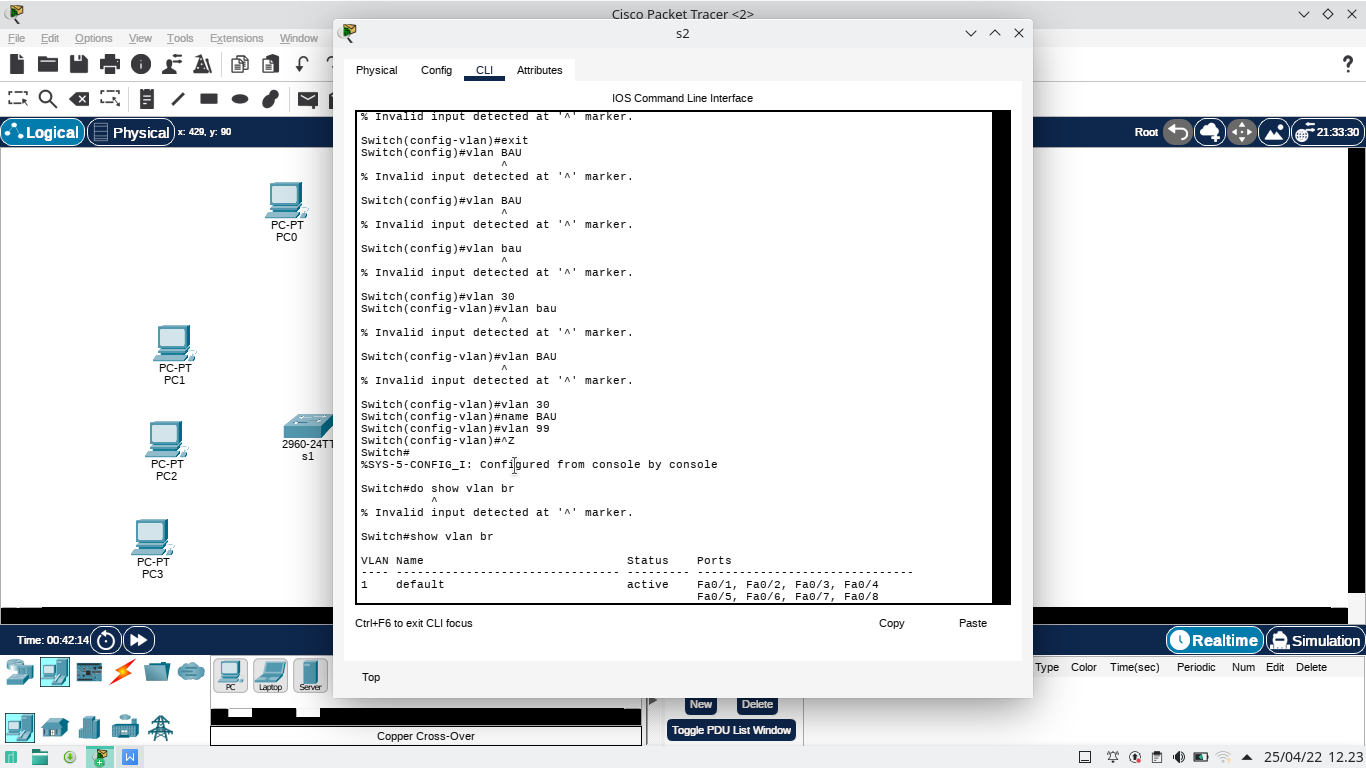 Cisco Packet Tracer <2>
File Edit Options View Tools Extensions Window
s2
Physical Config CLI Attributes
IOS Command Line Interface
Logical Physical x: 429, y: 90
Root 21:33:30
% Invalid input detected at '^' marker.
Switch(config-vlan)#exit
Switch(config)#vlan BAU
^
% Invalid input detected at '^' marker.
Switch(config)#vlan BAU
^
% Invalid input detected at '^' marker.
Switch(config)#vlan bau
^
% Invalid input detected at '^' marker.
Switch(config)#vlan 30
Switch(config-vlan)#vlan bau
^
% Invalid input detected at '^' marker.
Switch(config-vlan)#vlan BAU
^
% Invalid input detected at '^' marker.
Switch(config-vlan)#vlan 30
Switch(config-vlan)#name BAU
Switch(config-vlan)#vlan 99
Switch(config-vlan)#^Z
Switch#
%SYS-5-CONFIG_I: Configured from console by console
Switch#do show vlan br
^
% Invalid input detected at '^' marker.
Switch#show vlan br
VLAN Name Status Ports
---- -------------------------------- --------- -------------------------------
1 default active Fa0/1, Fa0/2, Fa0/3, Fa0/4
Fa0/5, Fa0/6, Fa0/7, Fa0/8
Ctrl+F6 to exit CLI focus
Copy Paste
Top
PC-PT
PC0
PC-PT
PC1
PC-PT
PC2
PC-PT
PC3
2960-24TT
s1
Time: 00:42:14
Realtime Simulation
PC Laptop Server
Copper Cross-Over
New Delete
Toggle PDU List Window
Type Color Time(sec) Periodic Num Edit Delete
25/04/22 12.23